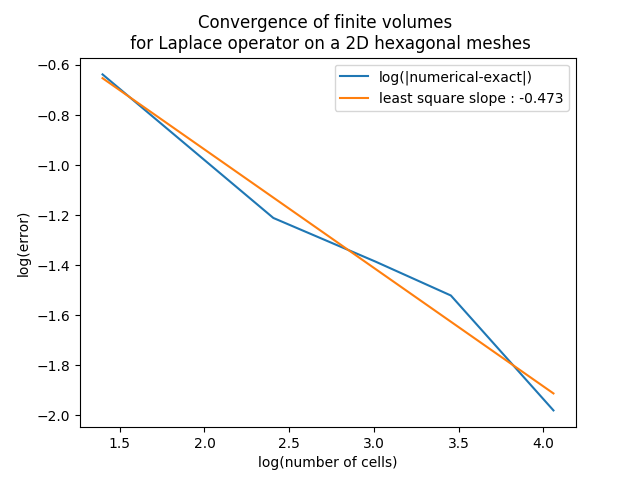 Convergence of finite volumes
for Laplace operator on a 2D hexagonal meshes
log(|numerical-exact|)
least square slope : -0.473
−0.6
−0.8
−1.0
−1.2
−1.4
−1.6
−1.8
−2.0
log(error)
1.5 2.0 2.5 3.0 3.5 4.0
log(number of cells)